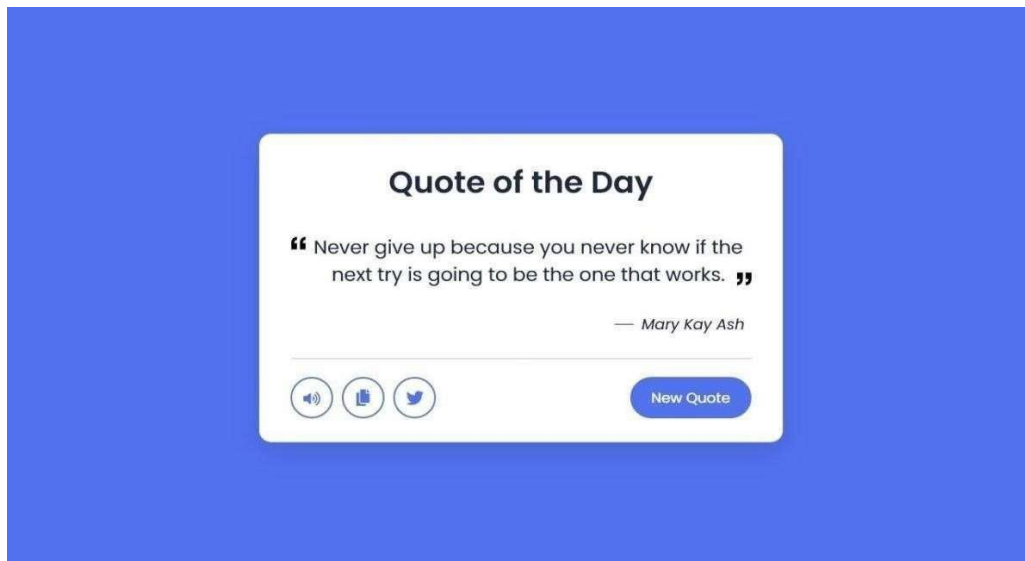 Quote of the Day
“ Never give up because you never know if the
next try is going to be the one that works. ”
— Mary Kay Ash
New Quote